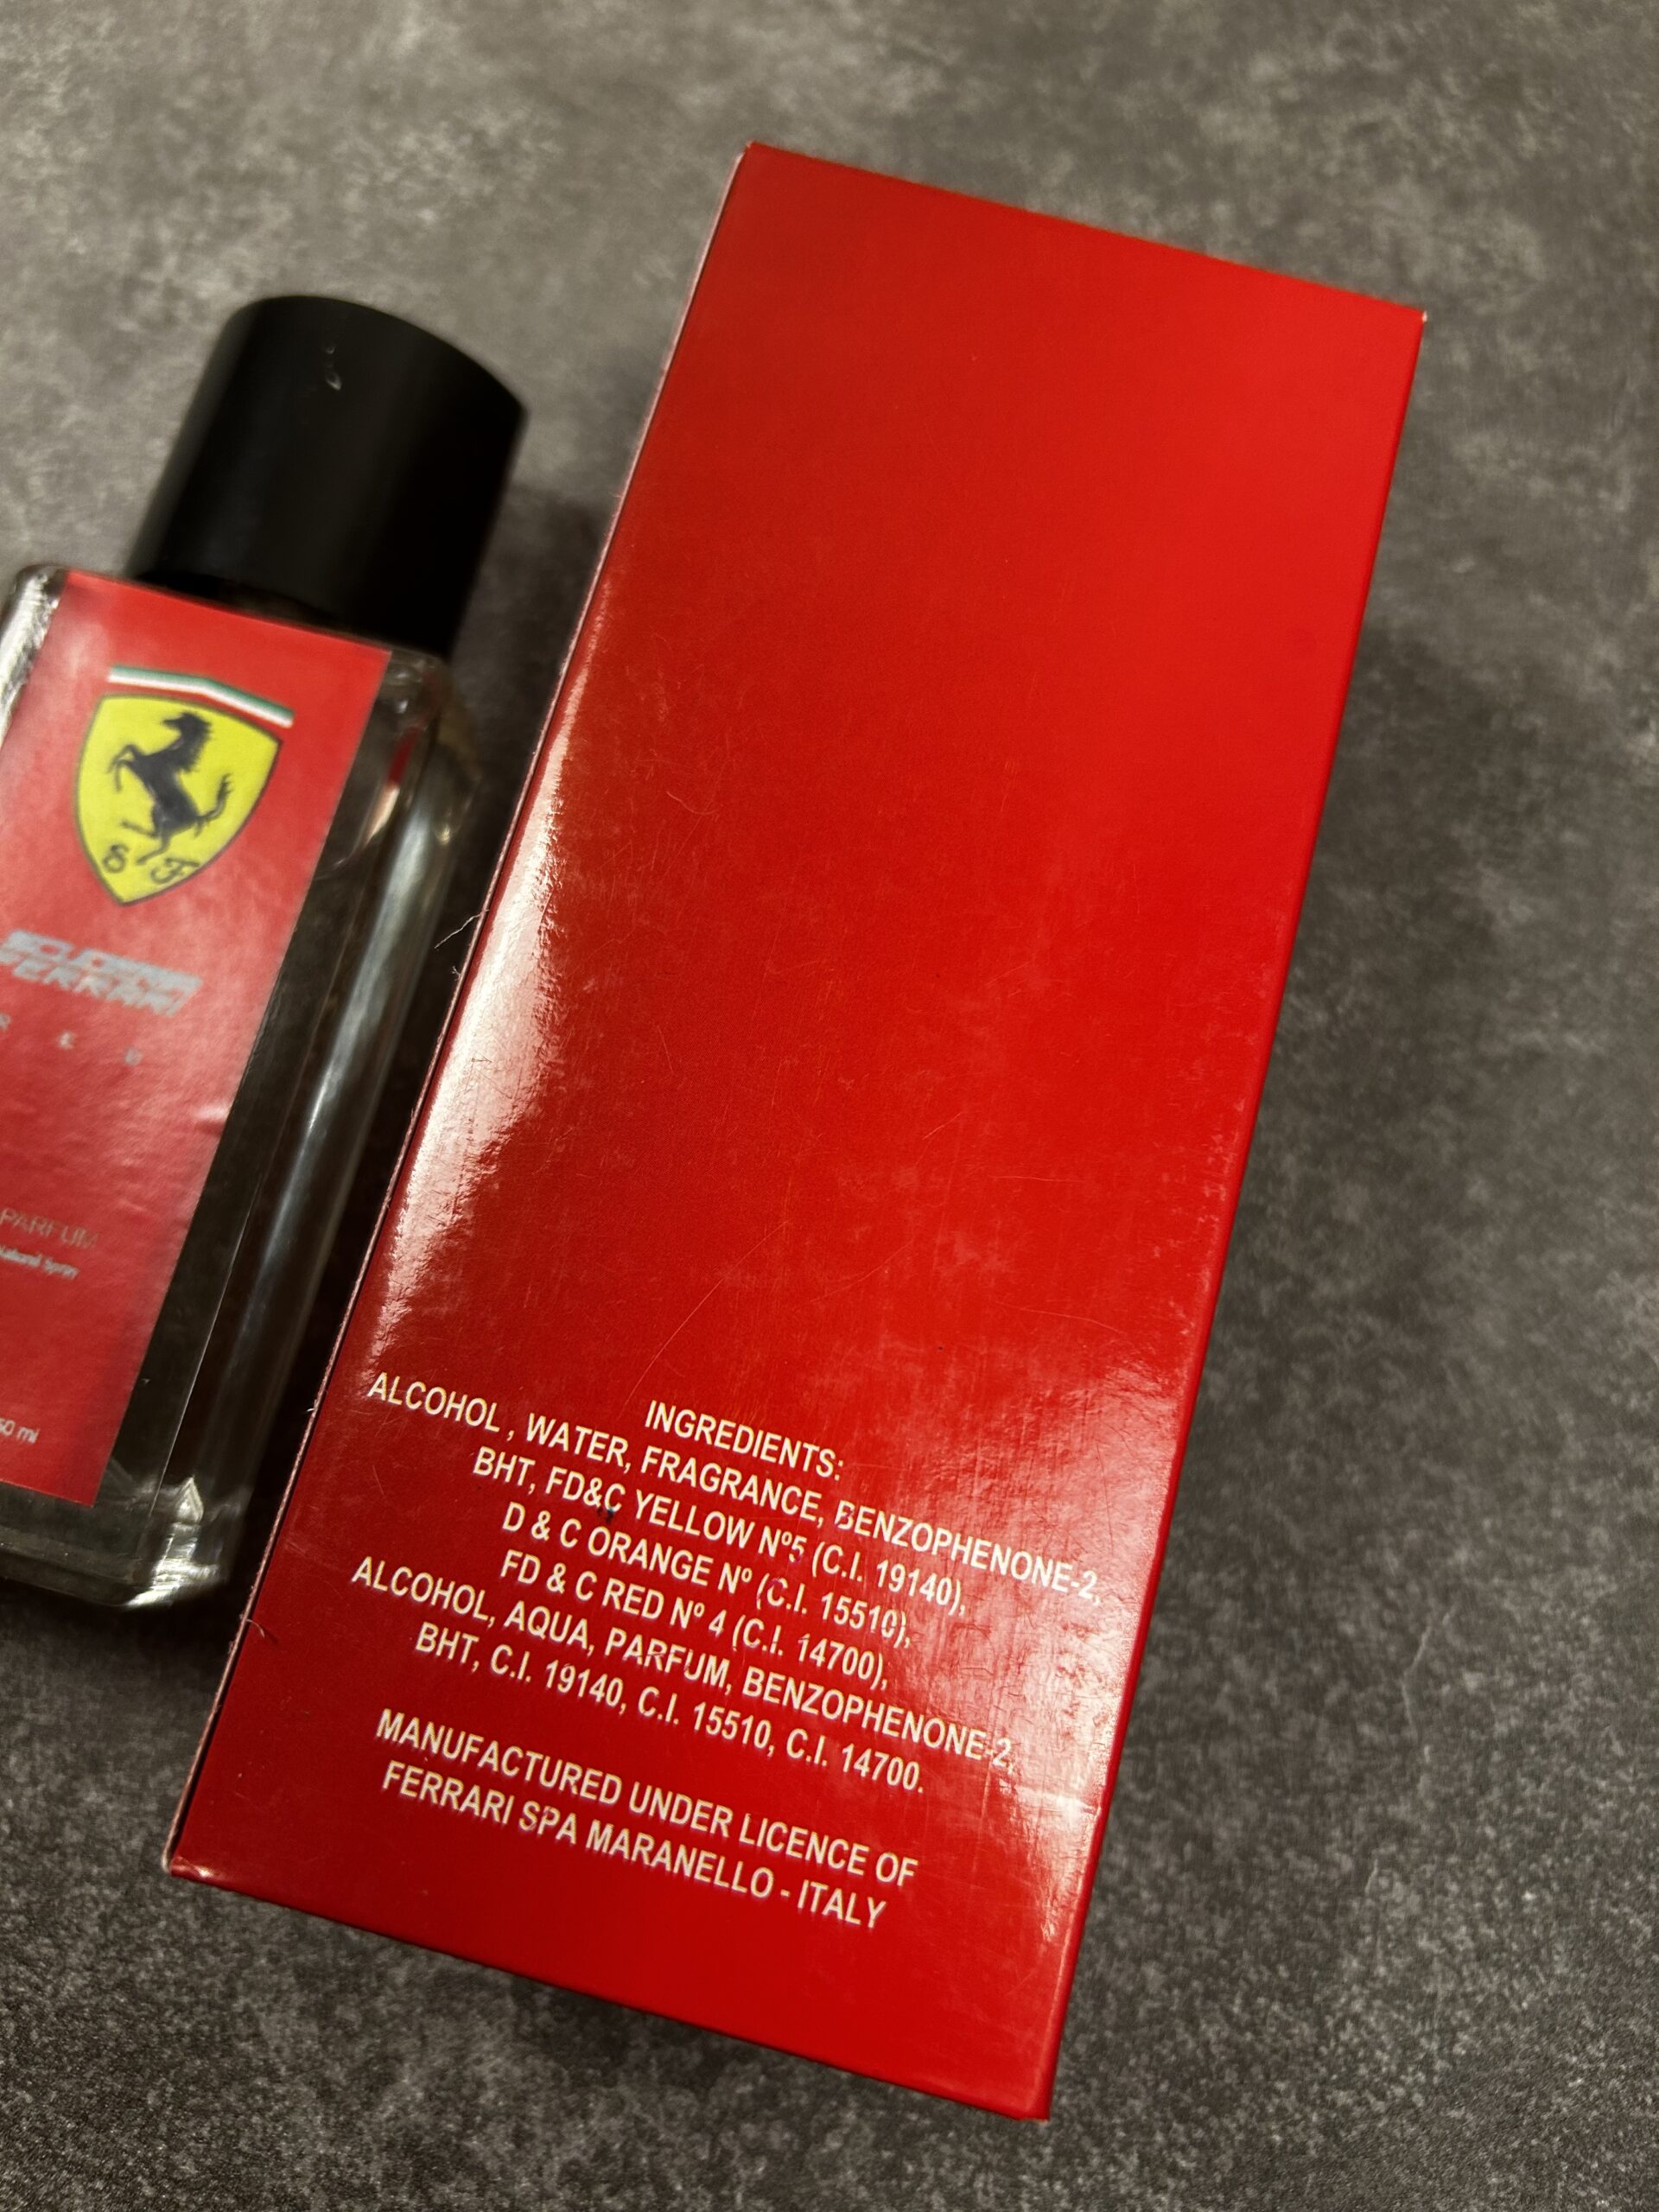 S F
SCUDERIA
FERRARI
R E D
PARFUM
Spray
50 ml
INGREDIENTS:
ALCOHOL , WATER, FRAGRANCE, BENZOPHENONE-2,
BHT, FD&C YELLOW Nº5 (C.I. 19140),
D & C ORANGE Nº (C.I. 15510),
FD & C RED Nº 4 (C.I. 14700),
ALCOHOL, AQUA, PARFUM, BENZOPHENONE-2,
BHT, C.I. 19140, C.I. 15510, C.I. 14700.
MANUFACTURED UNDER LICENCE OF
FERRARI SPA MARANELLO - ITALY